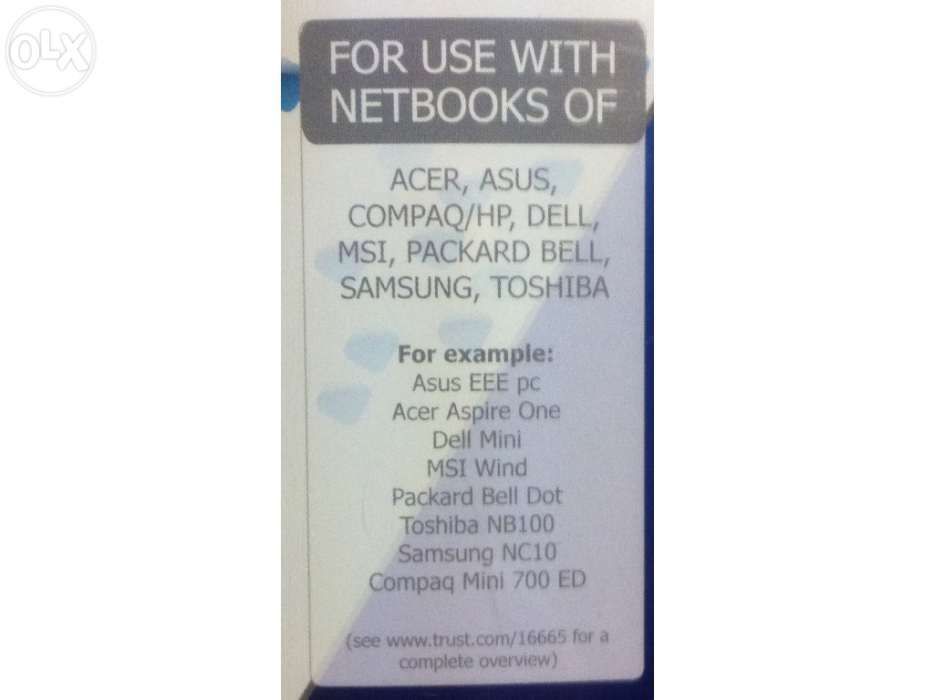 OLX
FOR USE WITH
NETBOOKS OF
ACER, ASUS,
COMPAQ/HP, DELL,
MSI, PACKARD BELL,
SAMSUNG, TOSHIBA
For example:
Asus EEE pc
Acer Aspire One
Dell Mini
MSI Wind
Packard Bell Dot
Toshiba NB100
Samsung NC10
Compaq Mini 700 ED
(see www.trust.com/16665 for a
complete overview)